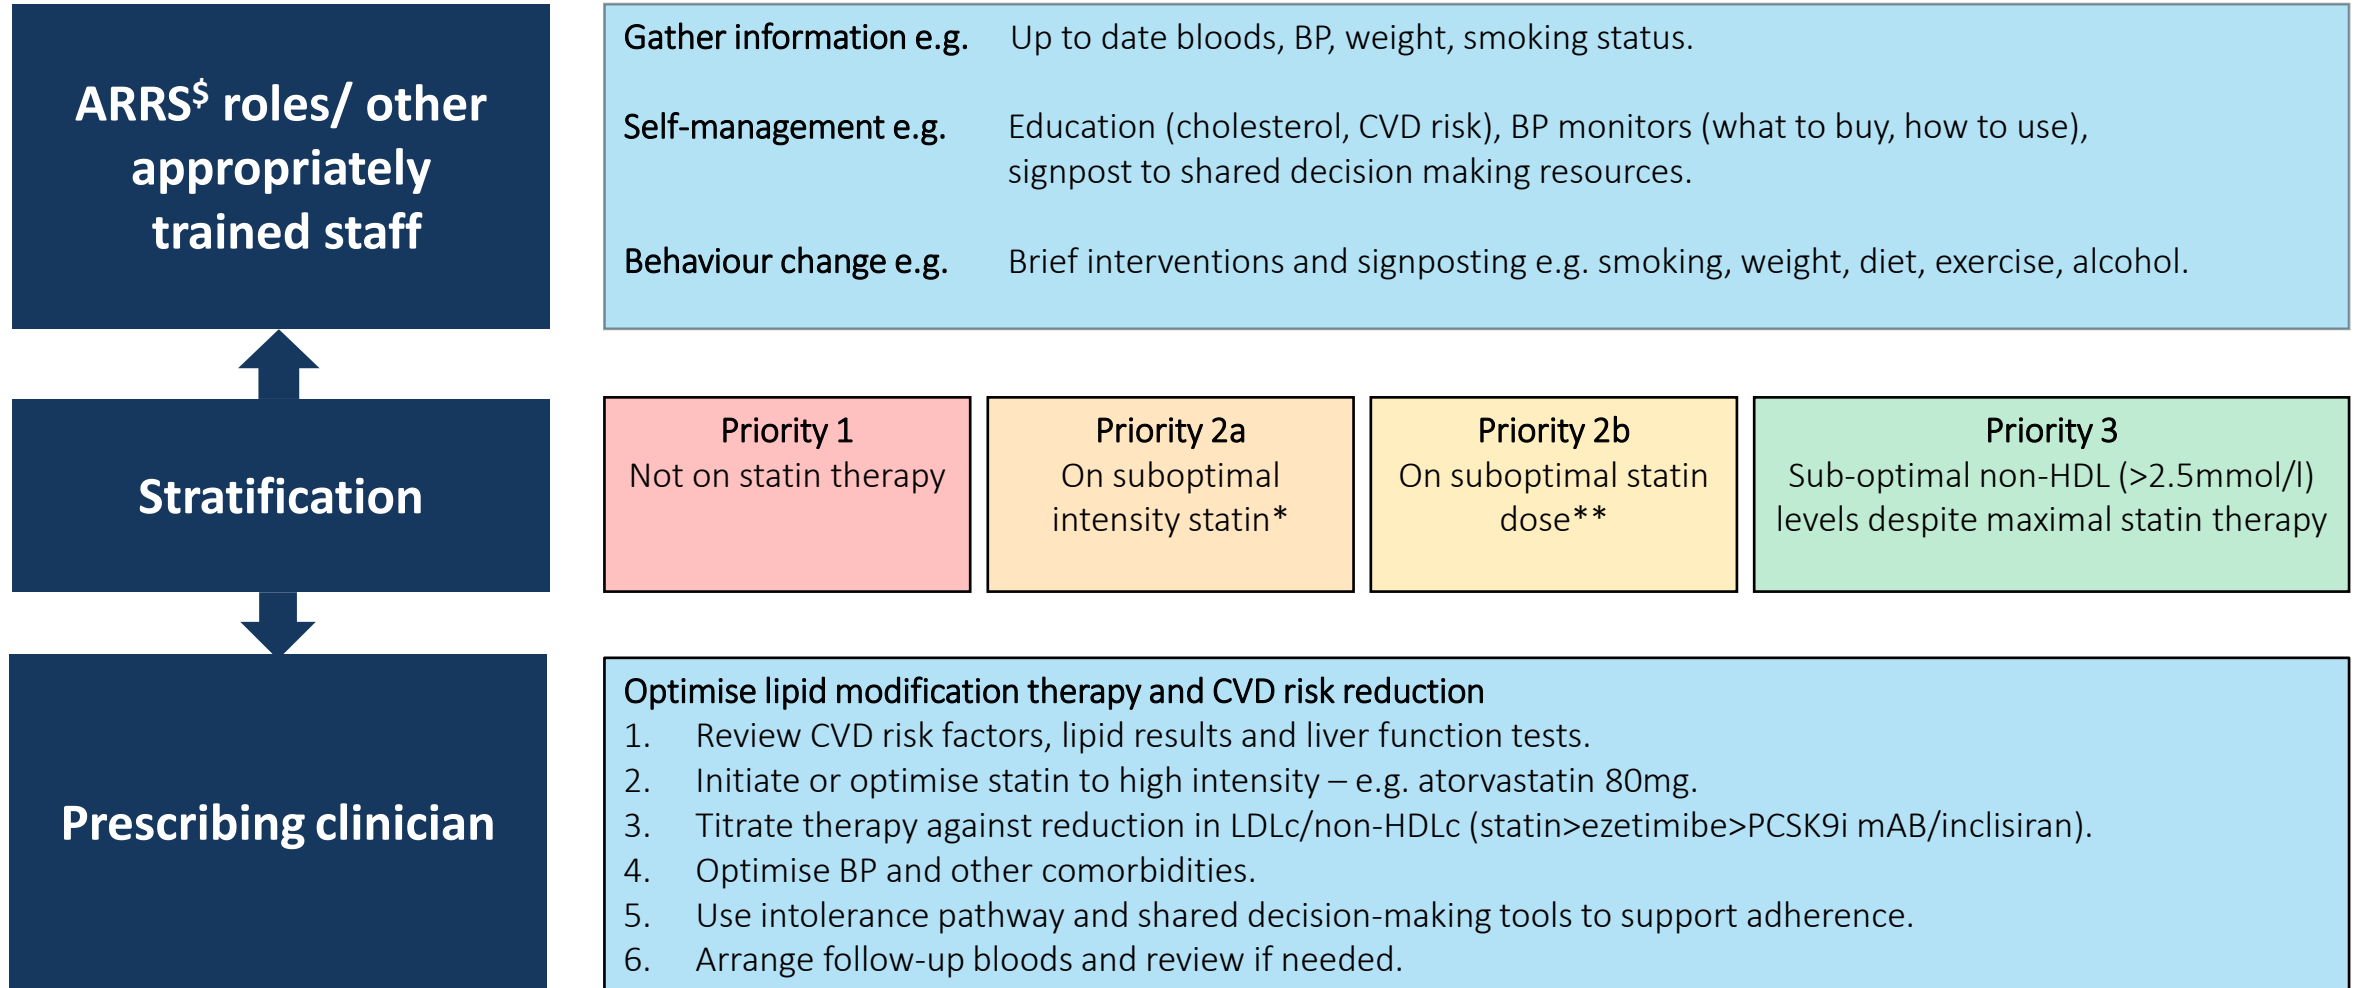 ARRS$ roles/ other
appropriately
trained staff
Gather information e.g. Up to date bloods, BP, weight, smoking status.
Self-management e.g. Education (cholesterol, CVD risk), BP monitors (what to buy, how to use),
signpost to shared decision making resources.
Behaviour change e.g. Brief interventions and signposting e.g. smoking, weight, diet, exercise, alcohol.
Stratification
Priority 1
Not on statin therapy
Priority 2a
On suboptimal
intensity statin*
Priority 2b
On suboptimal statin
dose**
Priority 3
Sub-optimal non-HDL (>2.5mmol/l)
levels despite maximal statin therapy
Prescribing clinician
Optimise lipid modification therapy and CVD risk reduction
1. Review CVD risk factors, lipid results and liver function tests.
2. Initiate or optimise statin to high intensity – e.g. atorvastatin 80mg.
3. Titrate therapy against reduction in LDLc/non-HDLc (statin>ezetimibe>PCSK9i mAB/inclisiran).
4. Optimise BP and other comorbidities.
5. Use intolerance pathway and shared decision-making tools to support adherence.
6. Arrange follow-up bloods and review if needed.